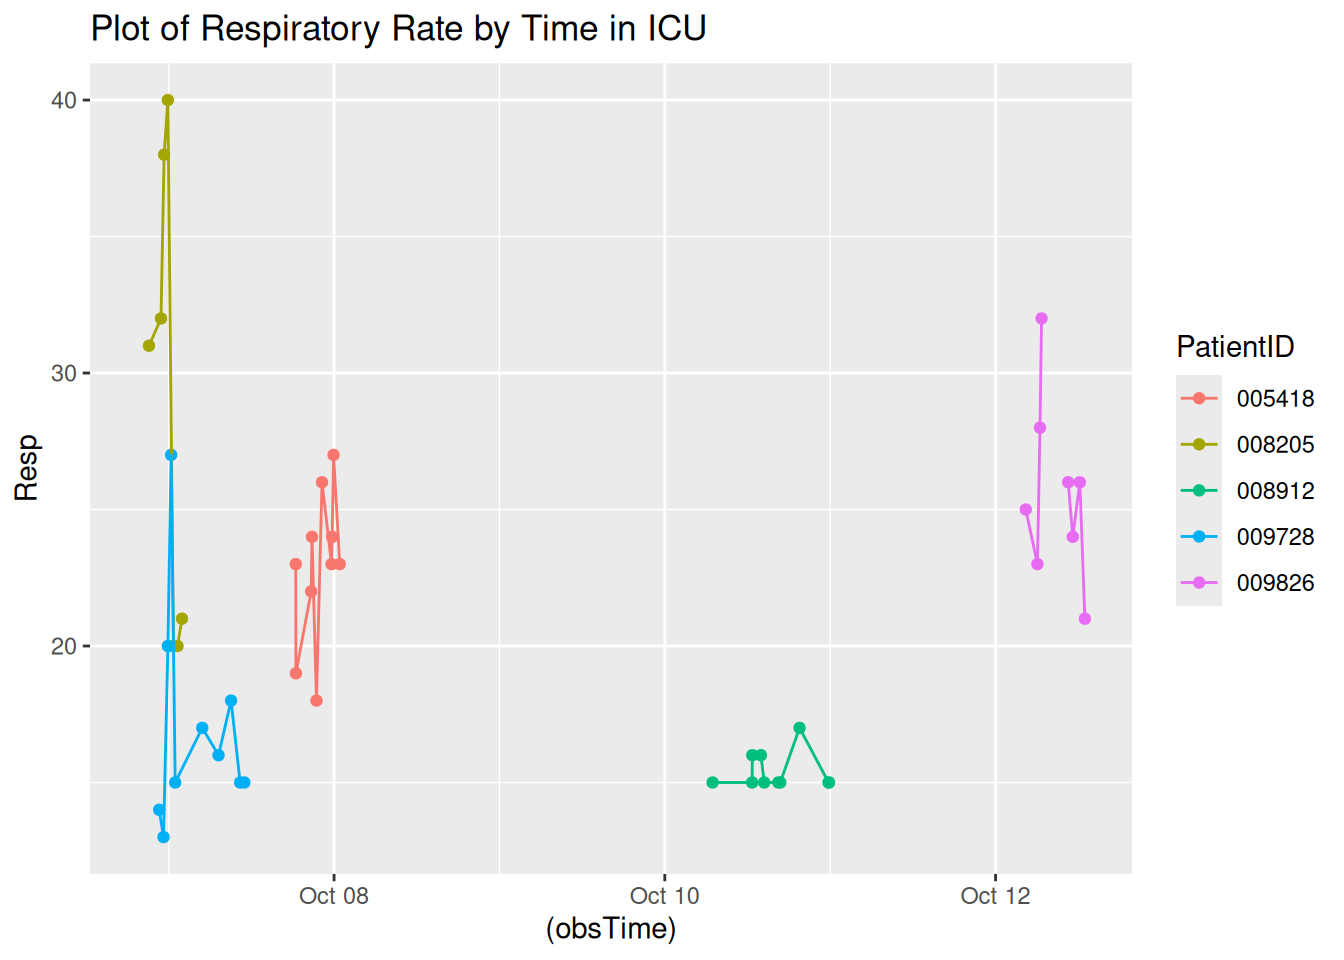 Plot of Respiratory Rate by Time in ICU
40
30
20
Resp
Oct 08
Oct 10
Oct 12
(obsTime)
PatientID
005418
008205
008912
009728
009826